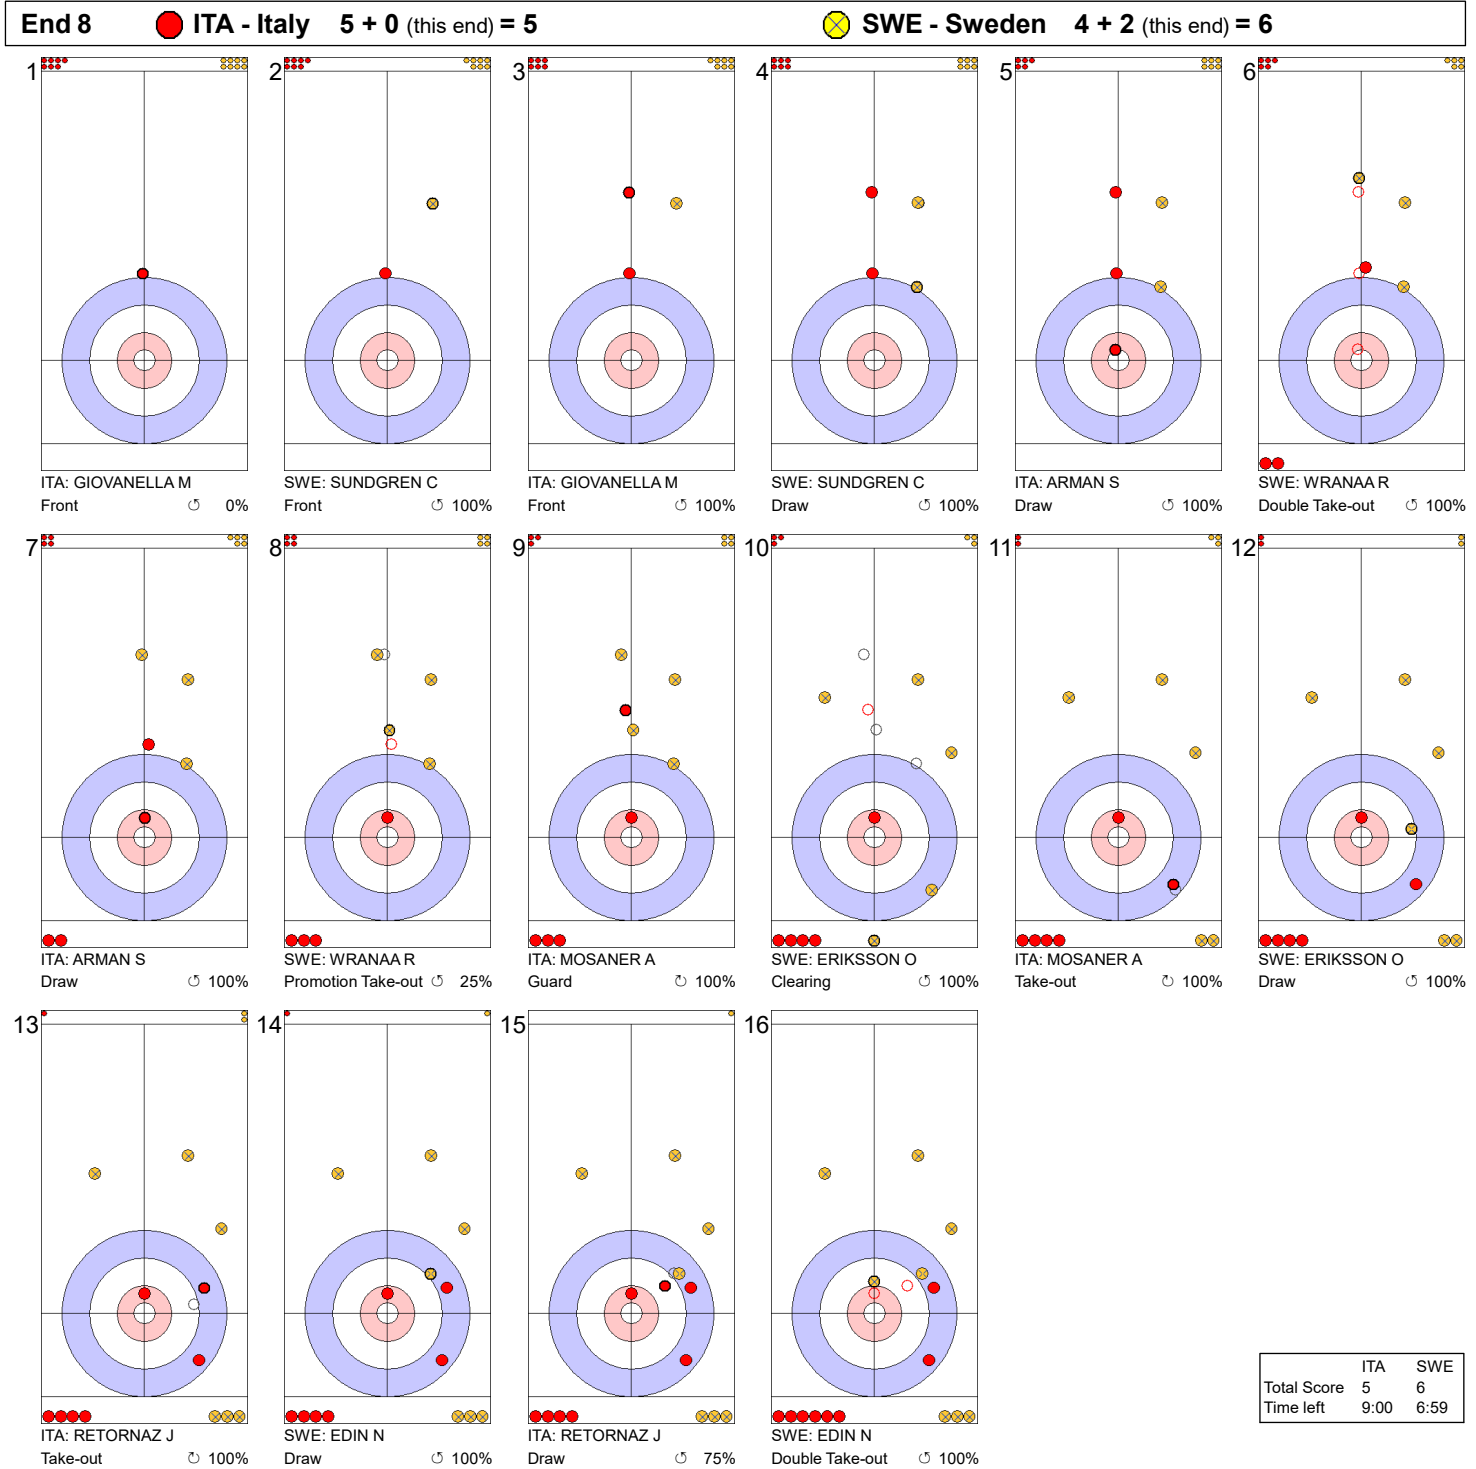 End 8 ITA - Italy 5 + 0 (this end) = 5 SWE - Sweden 4 + 2 (this end) = 6
1 2 3 4 5 6
ITA: GIOVANELLA M SWE: SUNDGREN C ITA: GIOVANELLA M SWE: SUNDGREN C ITA: ARMAN S SWE: WRANAA R
Front ↺ 0% Front ↺ 100% Front ↺ 100% Draw ↺ 100% Draw ↺ 100% Double Take-out ↺ 100%
7 8 9 10 11 12
ITA: ARMAN S SWE: WRANAA R ITA: MOSANER A SWE: ERIKSSON O ITA: MOSANER A SWE: ERIKSSON O
Draw ↺ 100% Promotion Take-out ↺ 25% Guard ↻ 100% Clearing ↺ 100% Take-out ↻ 100% Draw ↺ 100%
13 14 15 16
ITA: RETORNAZ J SWE: EDIN N ITA: RETORNAZ J SWE: EDIN N
Take-out ↻ 100% Draw ↺ 100% Draw ↺ 75% Double Take-out ↺ 100%
ITA SWE
Total Score 5 6
Time left 9:00 6:59